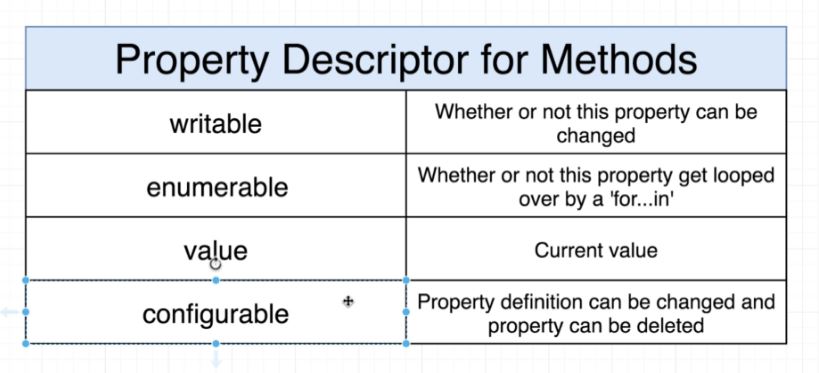 Property Descriptor for Methods
writable
Whether or not this property can be
changed
enumerable
Whether or not this property get looped
over by a 'for...in'
value
Current value
configurable
Property definition can be changed and
property can be deleted